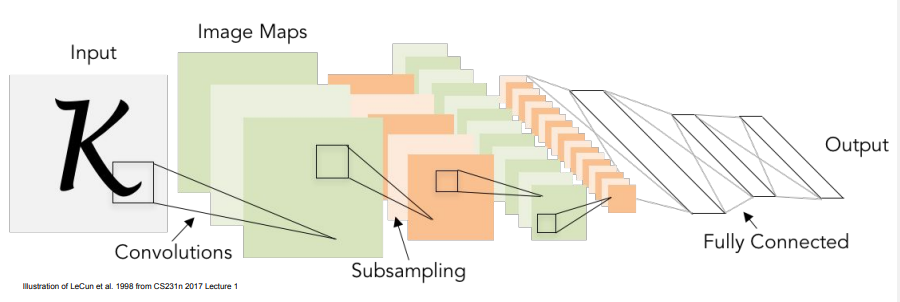 Input
Image Maps
K
Output
Convolutions
Subsampling
Fully Connected
Illustration of LeCun et al. 1998 from CS231n 2017 Lecture 1